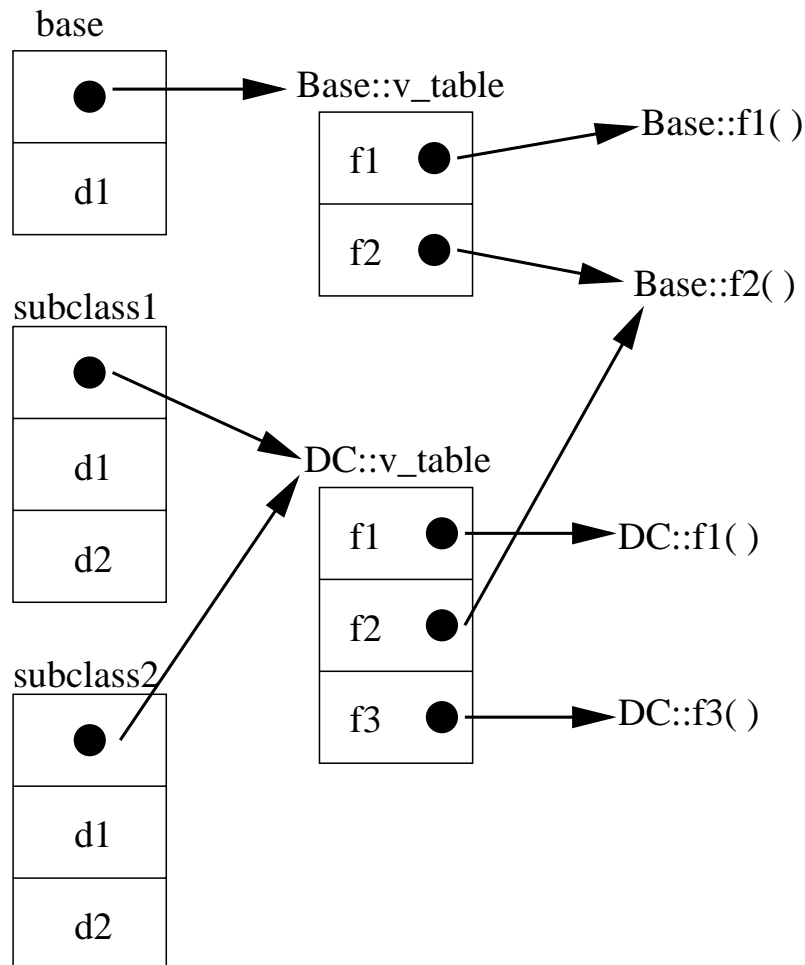 base
Base::v_table
Base::f1( )
f1
d1
f2
Base::f2( )
subclass1
d1
DC::v_table
f1
DC::f1( )
d2
f2
subclass2
f3
DC::f3( )
d1
d2